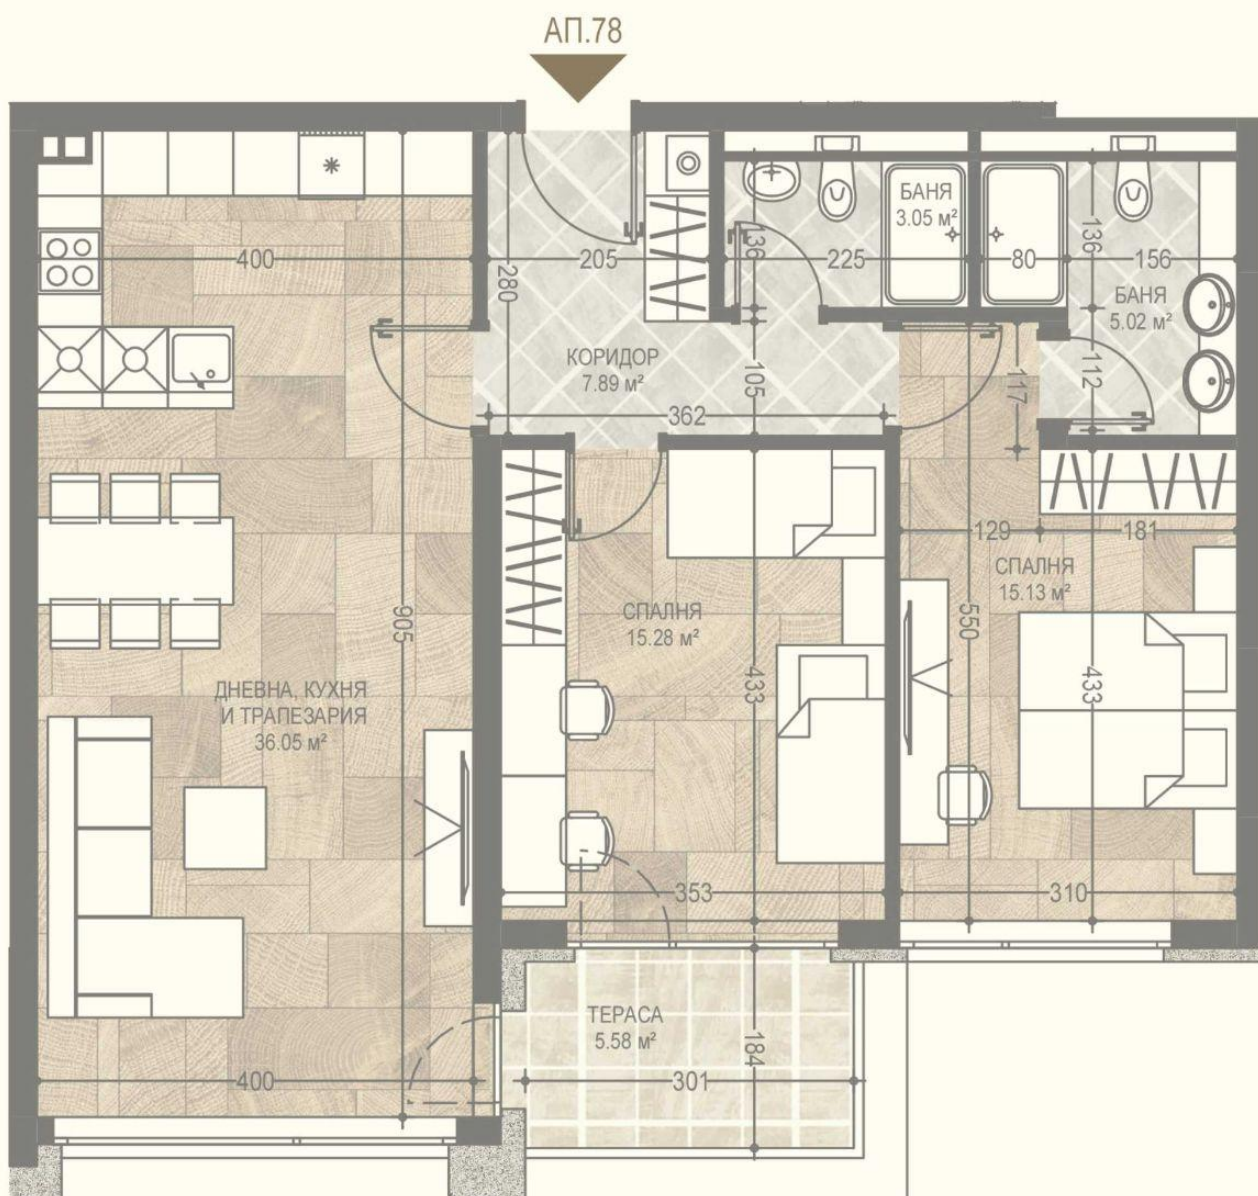 АП.78
400
205
280
136
225
БАНЯ
3.05 м²
80
136
156
БАНЯ
5.02 м²
КОРИДОР
7.89 м²
105
362
117
112
129
181
СПАЛНЯ
15.13 м²
СПАЛНЯ
15.28 м²
905
550
433
433
ДНЕВНА, КУХНЯ
И ТРАПЕЗАРИЯ
36.05 м²
353
310
ТЕРАСА
5.58 м²
184
400
301